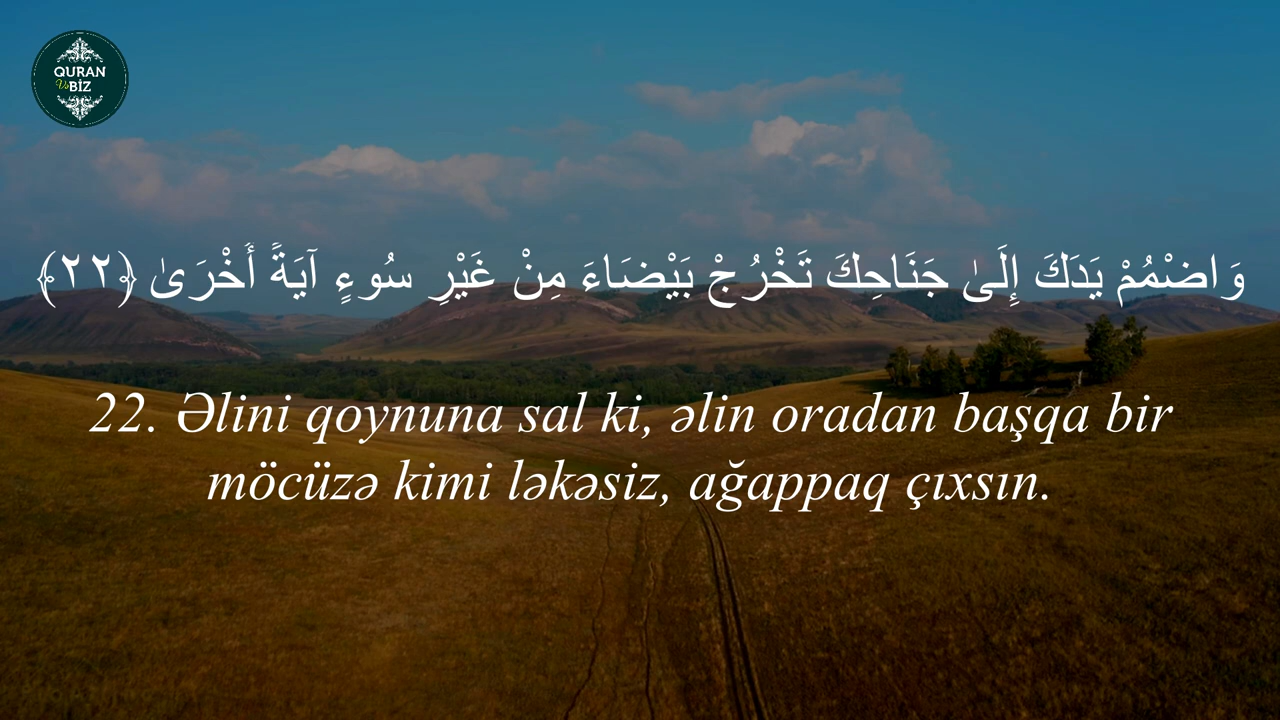 QURAN
Və BİZ
وَاضْمُمْ يَدَكَ إِلَىٰ جَنَاحِكَ تَخْرُجْ بَيْضَاءَ مِنْ غَيْرِ سُوءٍ آيَةً أُخْرَىٰ ﴿٢٢﴾
22. Əlini qoynuna sal ki, əlin oradan başqa bir
möcüzə kimi ləkəsiz, ağappaq çıxsın.